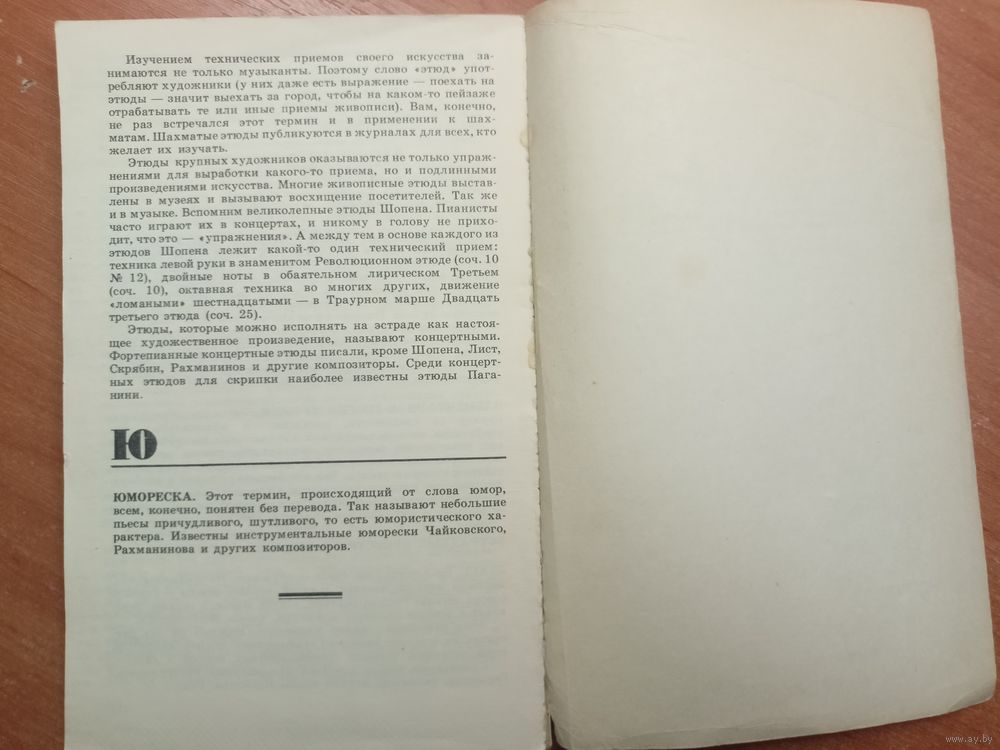 Изучением технических приемов своего искусства за-
нимаются не только музыканты. Поэтому слово «этюд» упот-
ребляют художники (у них даже есть выражение — поехать на
этюды — значит выехать за город, чтобы на каком-то пейзаже
отрабатывать те или иные приемы живописи). Вам, конечно,
не раз встречался этот термин и в применении к шах-
матам. Шахматые этюды публикуются в журналах для всех, кто
желает их изучать.
Этюды крупных художников оказываются не только упраж-
нениями для выработки какого-то приема, но и подлинными
произведениями искусства. Многие живописные этюды выстав-
лены в музеях и вызывают восхищение посетителей. Так же
и в музыке. Вспомним великолепные этюды Шопена. Пианисты
часто играют их в концертах, и никому в голову не прихо-
дит, что это — «упражнения». А между тем в основе каждого из
этюдов Шопена лежит какой-то один технический прием:
техника левой руки в знаменитом Революционном этюде (соч. 10
№ 12), двойные ноты в обаятельном лирическом Третьем
(соч. 10), октавная техника во многих других, движение
«ломаными» шестнадцатыми — в Траурном марше Двадцать
третьего этюда (соч. 25).
Этюды, которые можно исполнять на эстраде как настоя-
щее художественное произведение, называют концертными.
Фортепианные концертные этюды писали, кроме Шопена, Лист,
Скрябин, Рахманинов и другие композиторы. Среди концерт-
ных этюдов для скрипки наиболее известны этюды Пага-
нини.
Ю
ЮМОРЕСКА. Этот термин, происходящий от слова юмор,
всем, конечно, понятен без перевода. Так называют небольшие
пьесы причудливого, шутливого, то есть юмористического ха-
рактера. Известны инструментальные юморески Чайковского,
Рахманинова и других композиторов.
www.ay.by